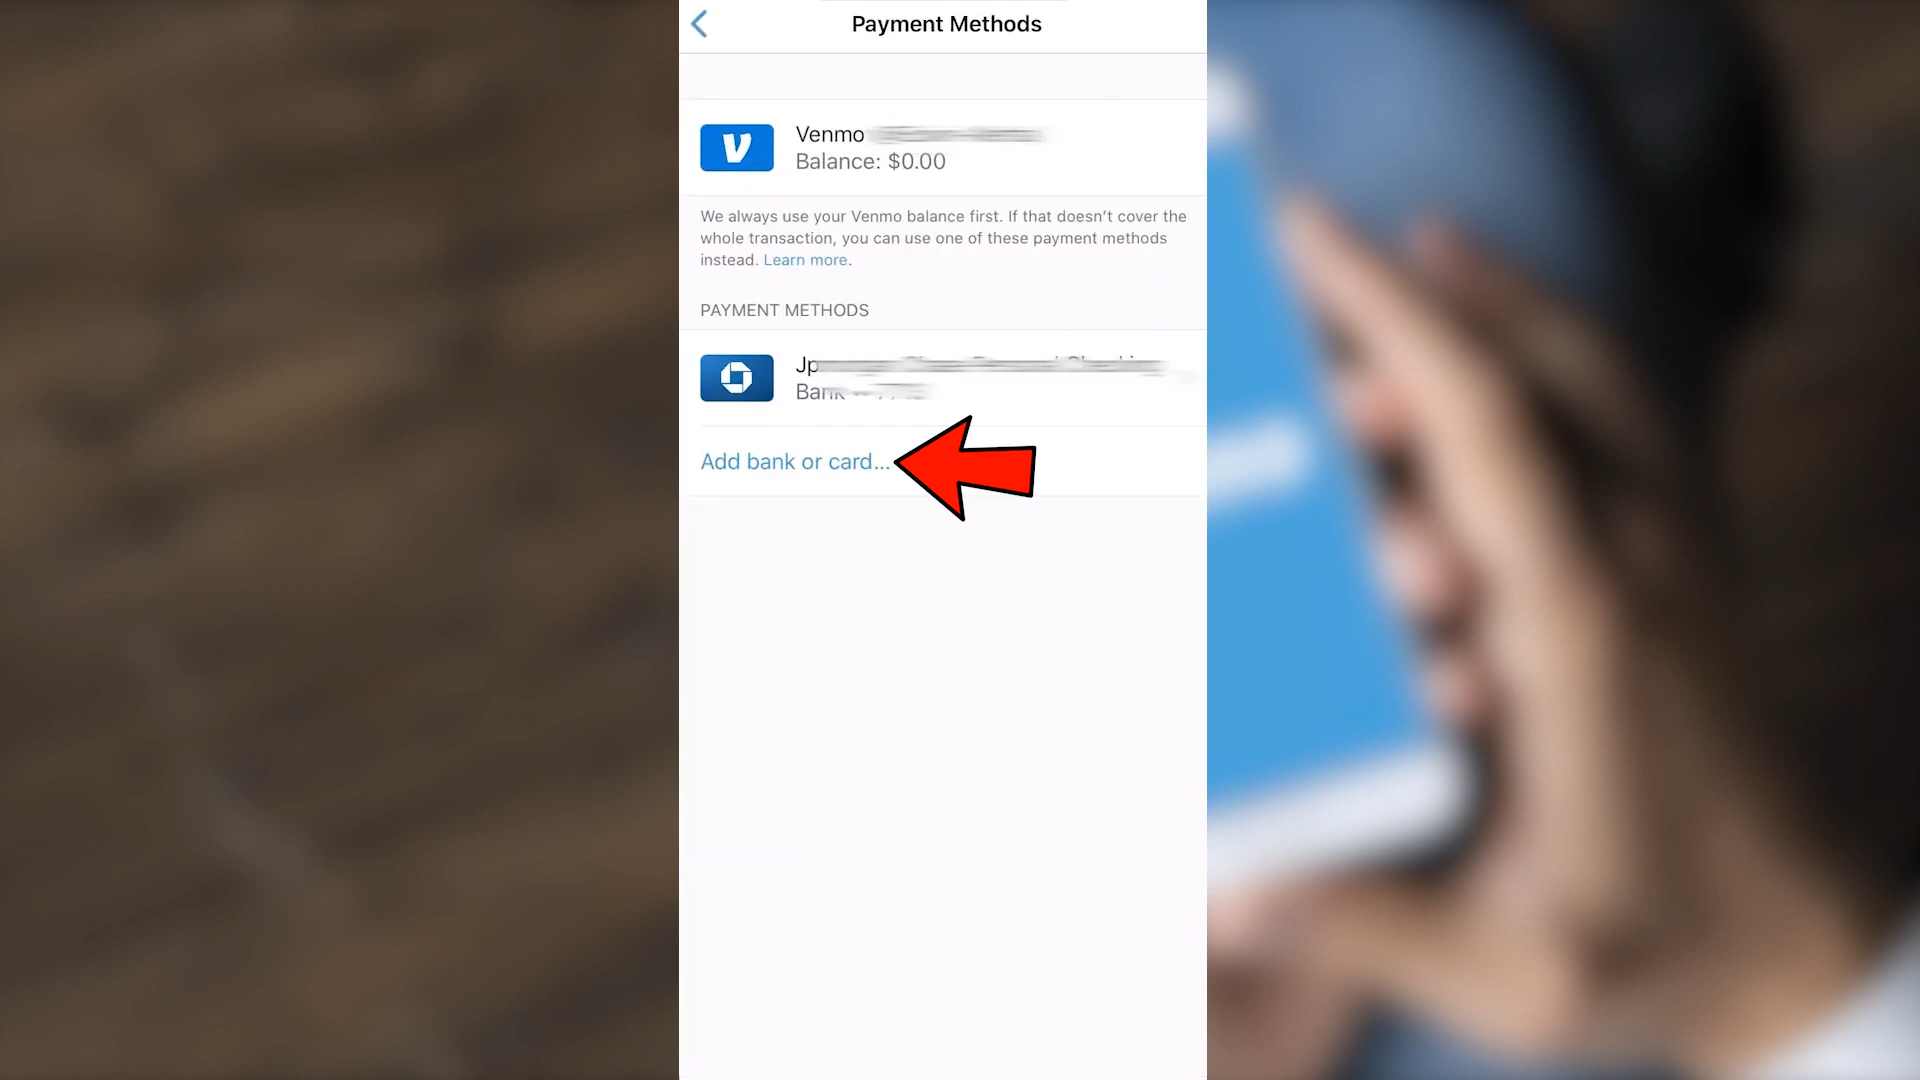 Payment Methods
Venmo
Balance: $0.00
We always use your Venmo balance first. If that doesn't cover the
whole transaction, you can use one of these payment methods
instead. Learn more.
PAYMENT METHODS
Bank
Add bank or card...